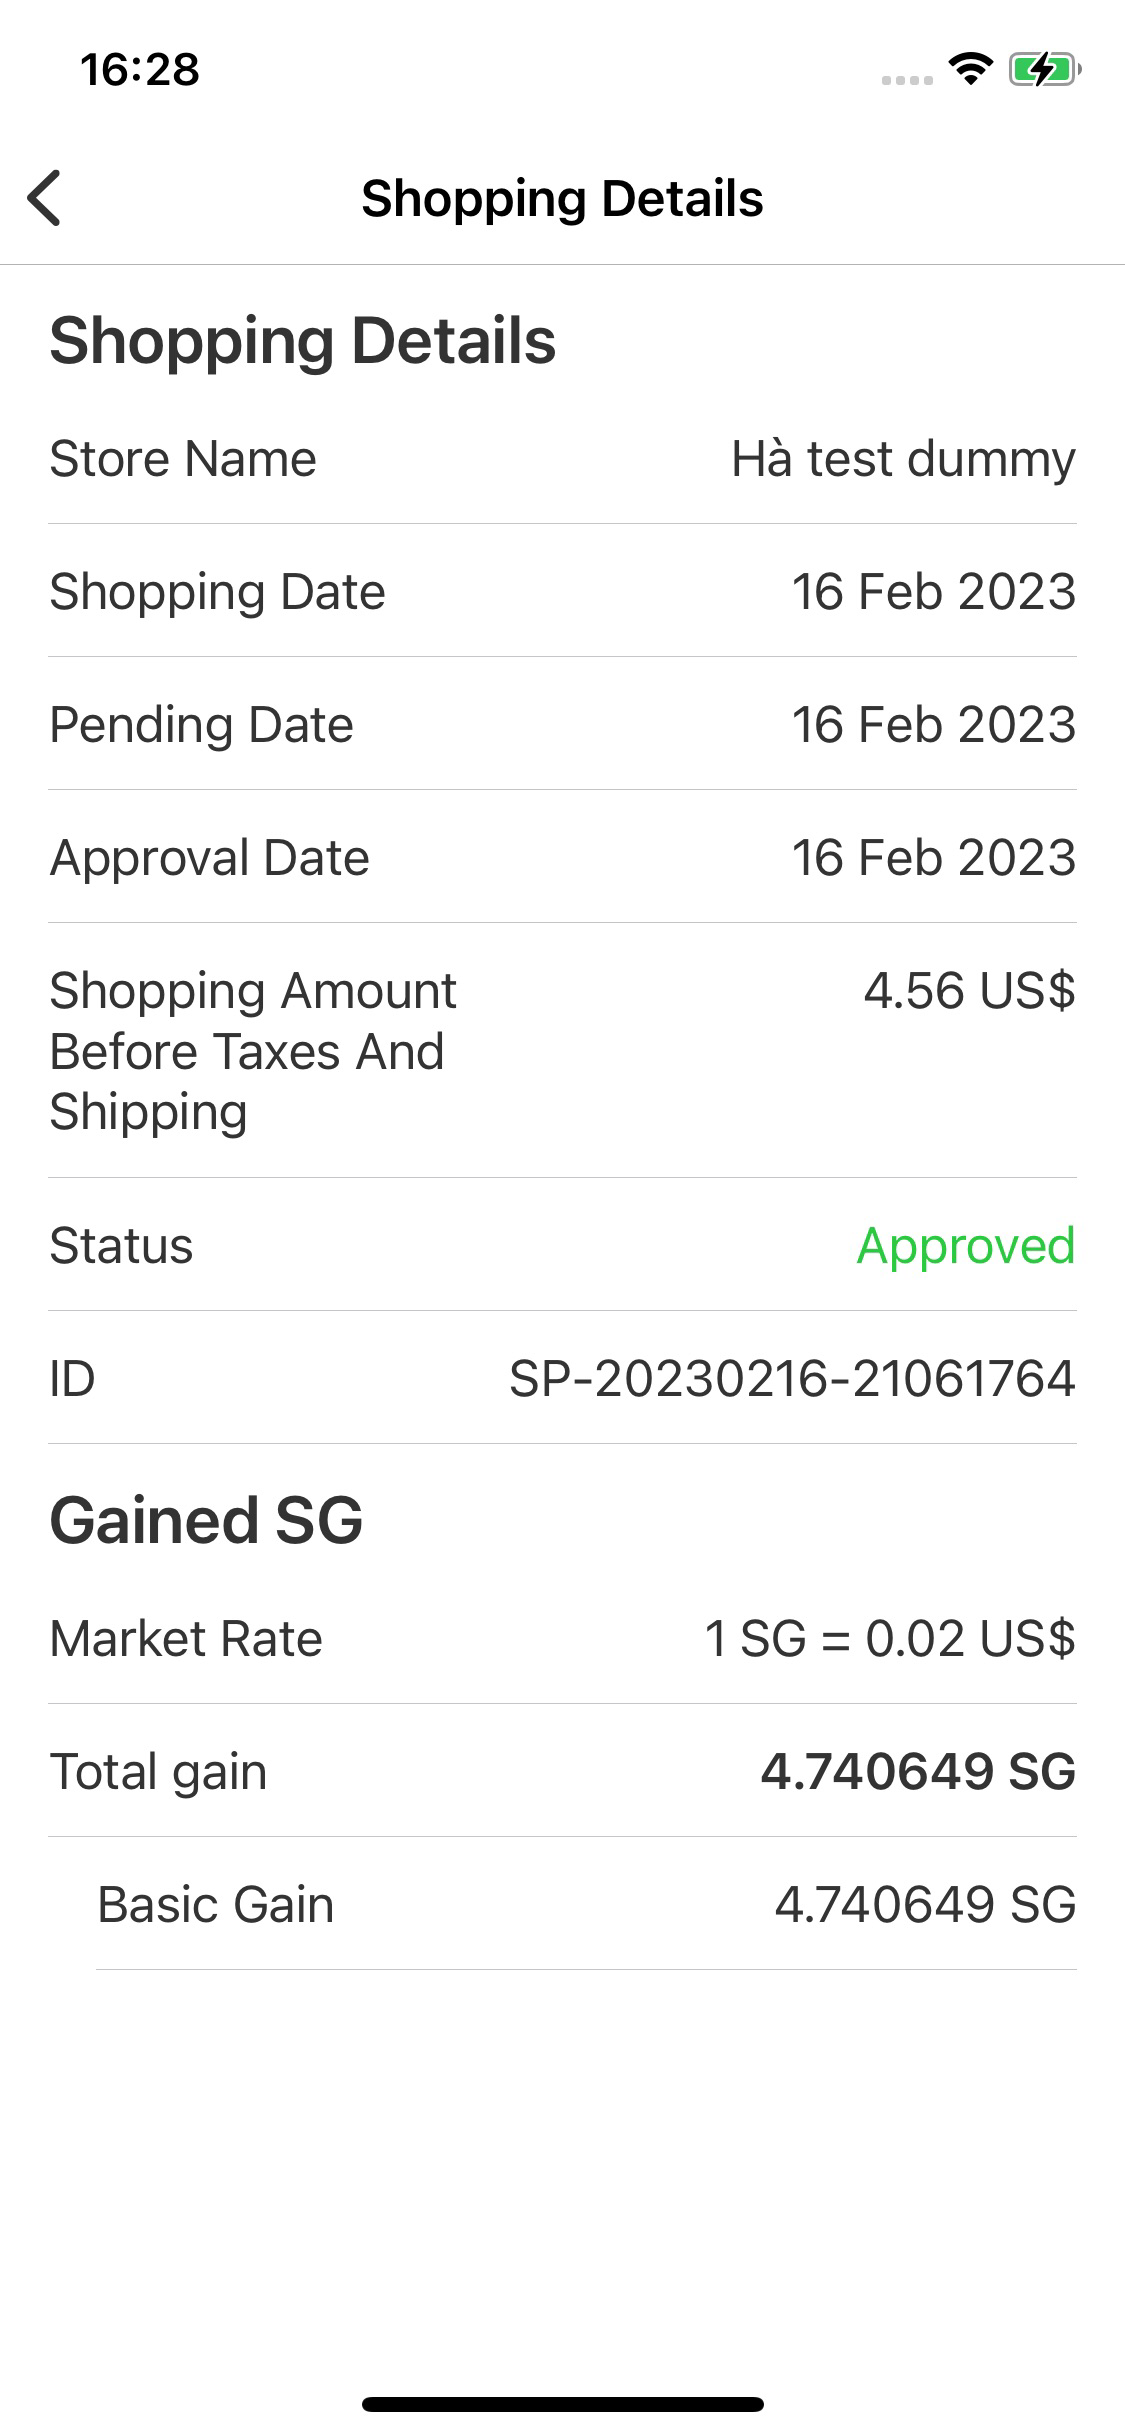 16:28
Shopping Details
Shopping Details
Store Name Hà test dummy
Shopping Date 16 Feb 2023
Pending Date 16 Feb 2023
Approval Date 16 Feb 2023
Shopping Amount 4.56 US$
Before Taxes And
Shipping
Status Approved
ID SP-20230216-21061764
Gained SG
Market Rate 1 SG = 0.02 US$
Total gain 4.740649 SG
Basic Gain 4.740649 SG